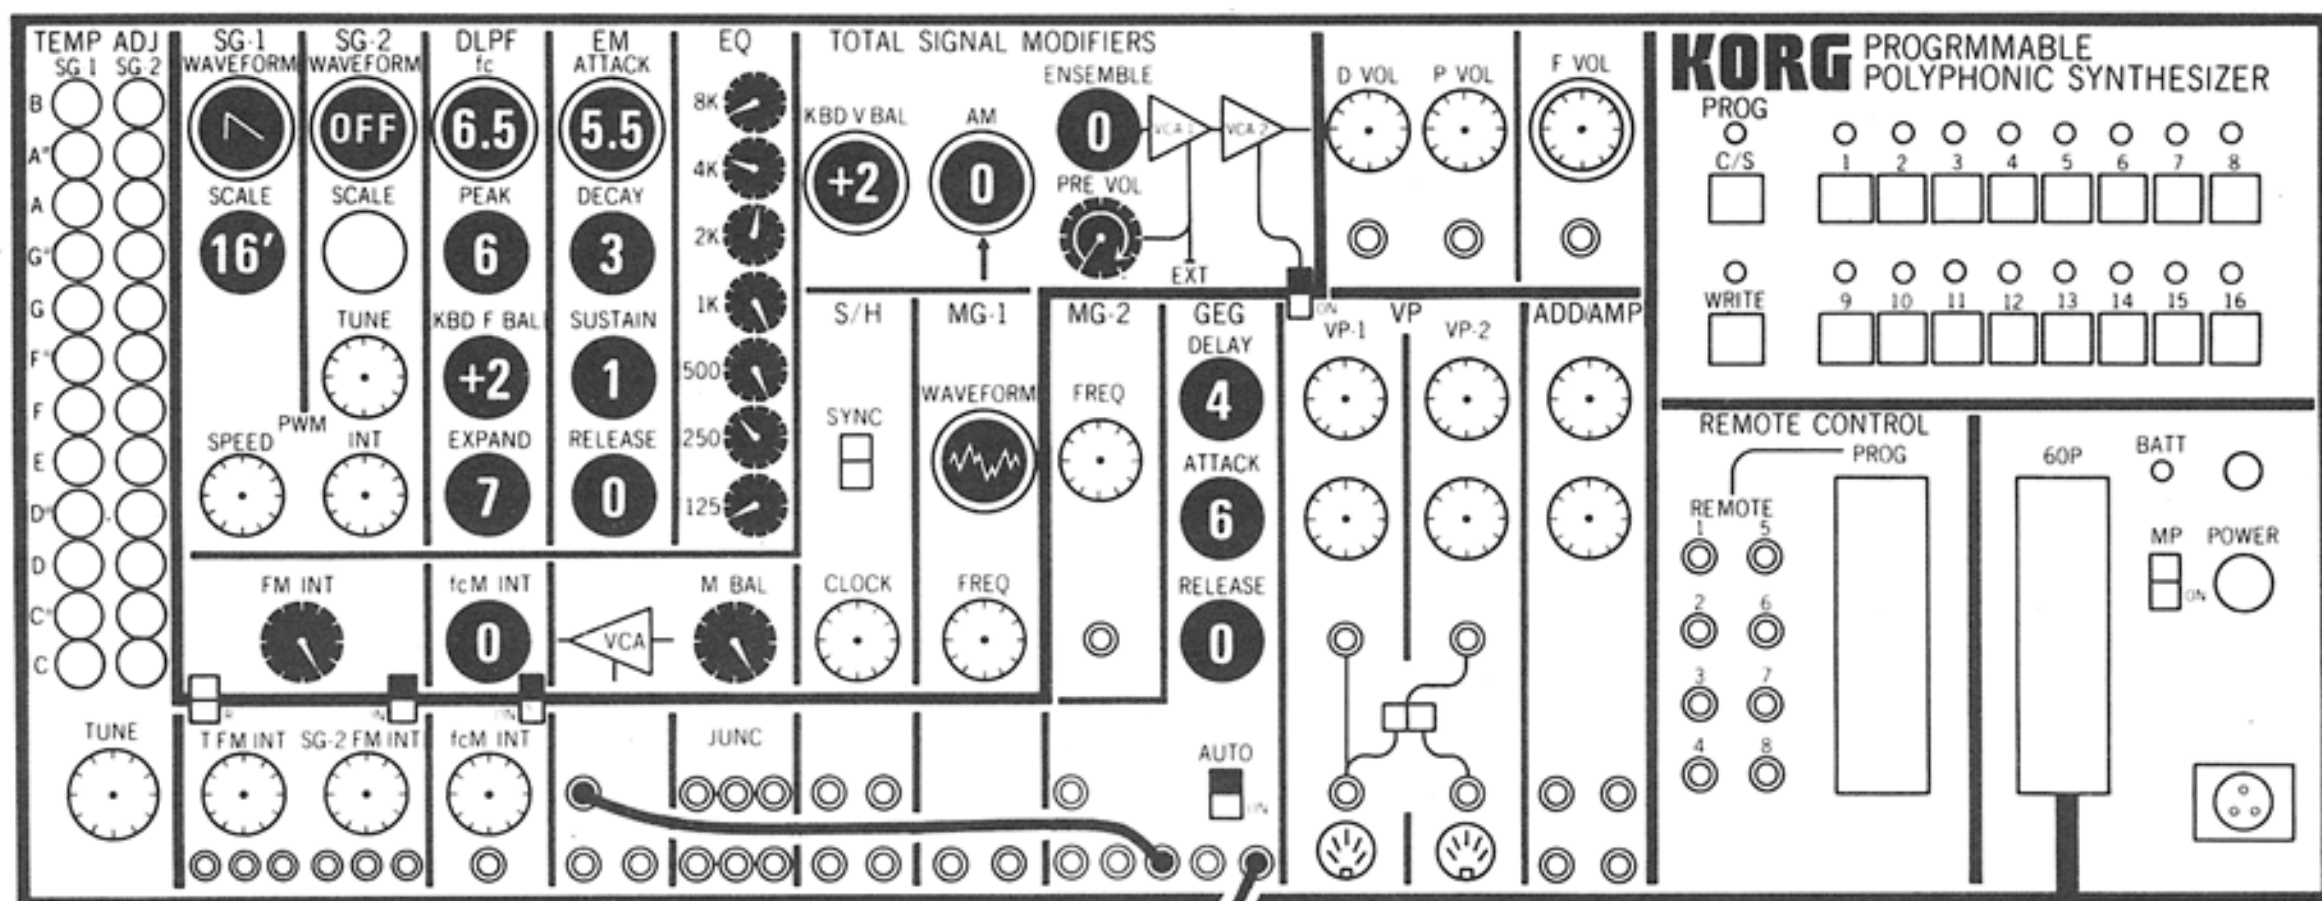 TEMP ADJ
SG 1 SG-2
B
A#
A
G#
G
F#
F
E
D#
D
C#
C
TUNE
SG-1
WAVEFORM
SCALE
16'
SPEED
PWM
SG-2
WAVEFORM
OFF
SCALE
TUNE
INT
DLPF
fc
6.5
PEAK
6
KBD F BAL
+2
EXPAND
7
EM
ATTACK
5.5
DECAY
3
SUSTAIN
1
RELEASE
0
EQ
8K
4K
2K
1K
500
250
125
FM INT
fcM INT
0
VCA
M BAL
T FM INT
SG-2 FM INT
fcM INT
JUNC
TOTAL SIGNAL MODIFIERS
KBD V BAL
+2
AM
0
ENSEMBLE
0
VCA 1
VCA 2
PRE VOL
EXT
ON
S/H
SYNC
CLOCK
MG-1
WAVEFORM
FREQ
MG-2
FREQ
GEG
DELAY
4
ATTACK
6
RELEASE
0
AUTO
ON
D VOL
P VOL
F VOL
VP
VP-1
VP-2
ADD/AMP
KORG PROGRMMABLE
POLYPHONIC SYNTHESIZER
PROG
C/S
1 2 3 4 5 6 7 8
WRITE
9 10 11 12 13 14 15 16
REMOTE CONTROL
PROG
REMOTE
1 5
2 6
3 7
4 8
60P
BATT
MP
ON
POWER